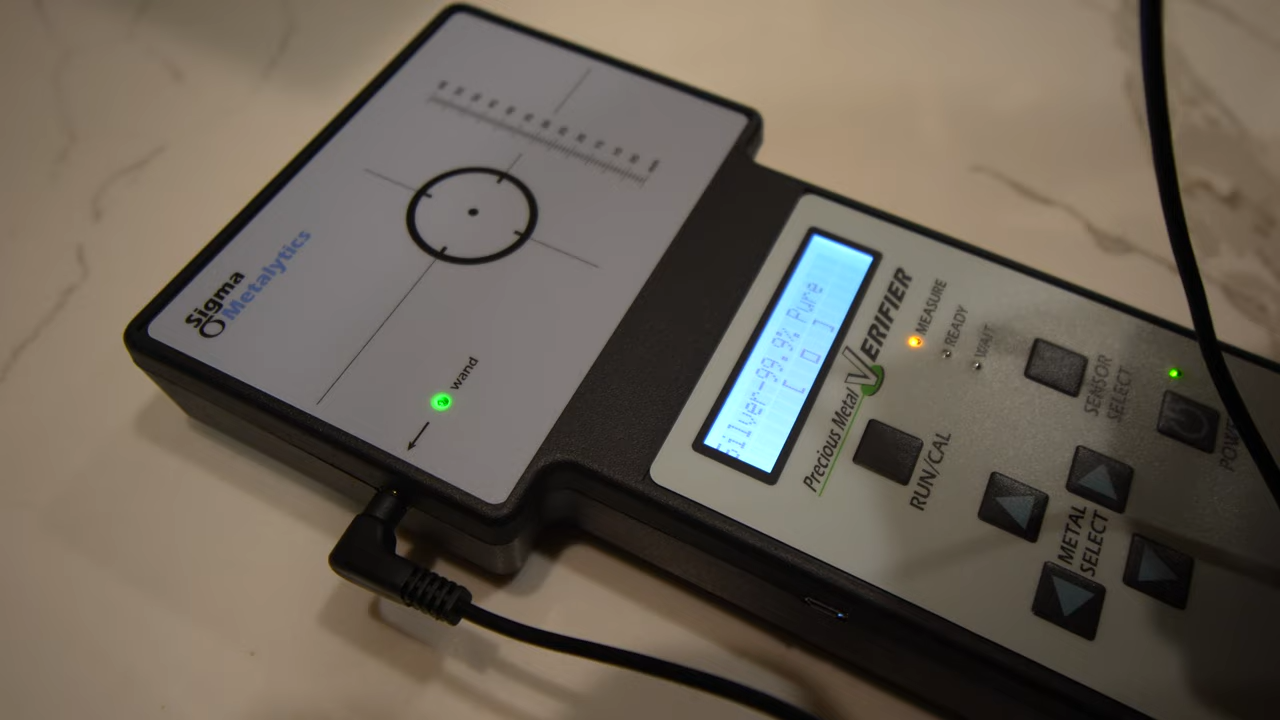 Sigma
Metalytics
wand
Silver-99.9% Pure
[ 0 ]
Precious Metal VERIFIER
MEASURE
READY
WAIT
RUN/CAL
SENSOR
SELECT
METAL
SELECT